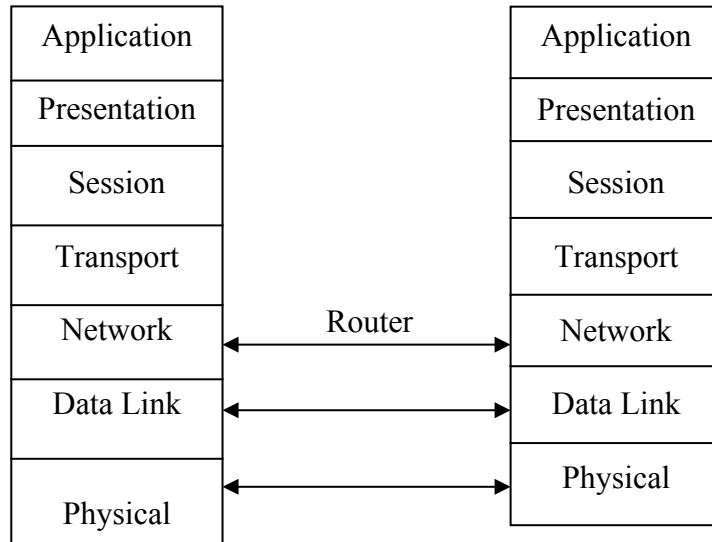 Application
Presentation
Session
Transport
Network
Data Link
Physical
Router
Application
Presentation
Session
Transport
Network
Data Link
Physical